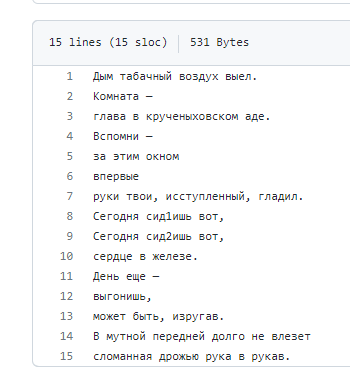 15 lines (15 sloc) 531 Bytes
1 Дым табачный воздух выел.
2 Комната —
3 глава в крученыховском аде.
4 Вспомни —
5 за этим окном
6 впервые
7 руки твои, исступленный, гладил.
8 Сегодня сид1ишь вот,
9 Сегодня сид2ишь вот,
10 сердце в железе.
11 День еще —
12 выгонишь,
13 может быть, изругав.
14 В мутной передней долго не влезет
15 сломанная дрожью рука в рукав.